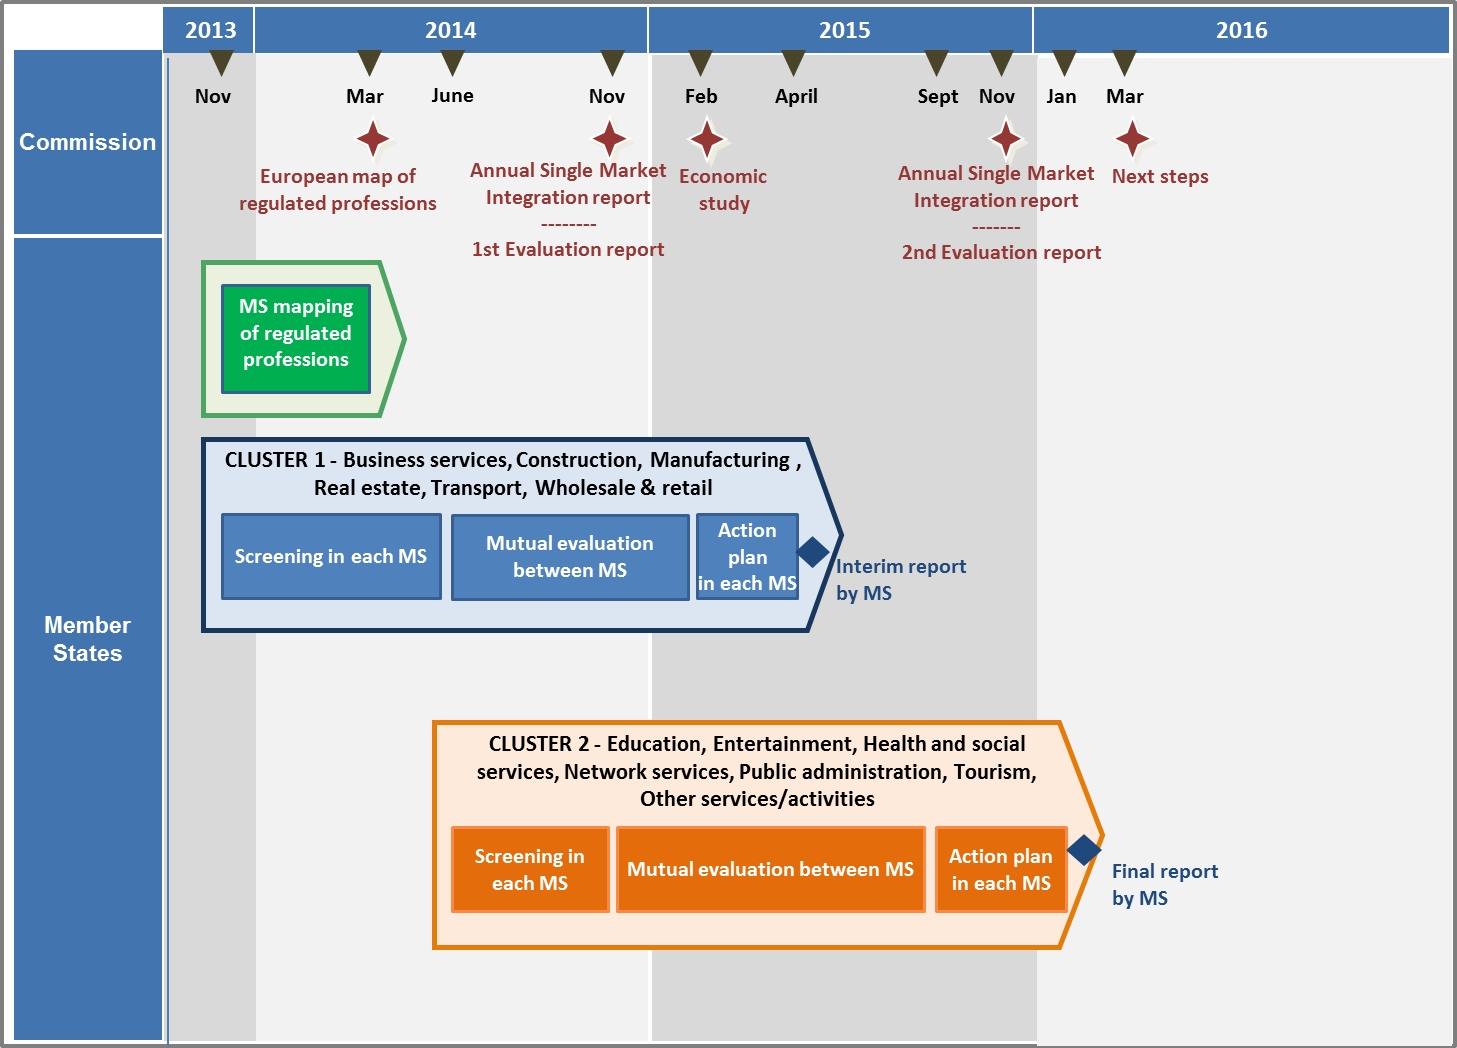 2013
2014
2015
2016
Nov
Mar
June
Nov
Feb
April
Sept
Nov
Jan
Mar
Commission
European map of
regulated professions
Annual Single Market
Integration report
--------
1st Evaluation report
Economic
study
Annual Single Market
Integration report
-------
2nd Evaluation report
Next steps
Member
States
MS mapping
of regulated
professions
CLUSTER 1 - Business services, Construction, Manufacturing ,
Real estate, Transport, Wholesale & retail
Screening in each MS
Mutual evaluation
between MS
Action
plan
in each MS
Interim report
by MS
CLUSTER 2 - Education, Entertainment, Health and social
services, Network services, Public administration, Tourism,
Other services/activities
Screening in
each MS
Mutual evaluation between MS
Action plan
in each MS
Final report
by MS